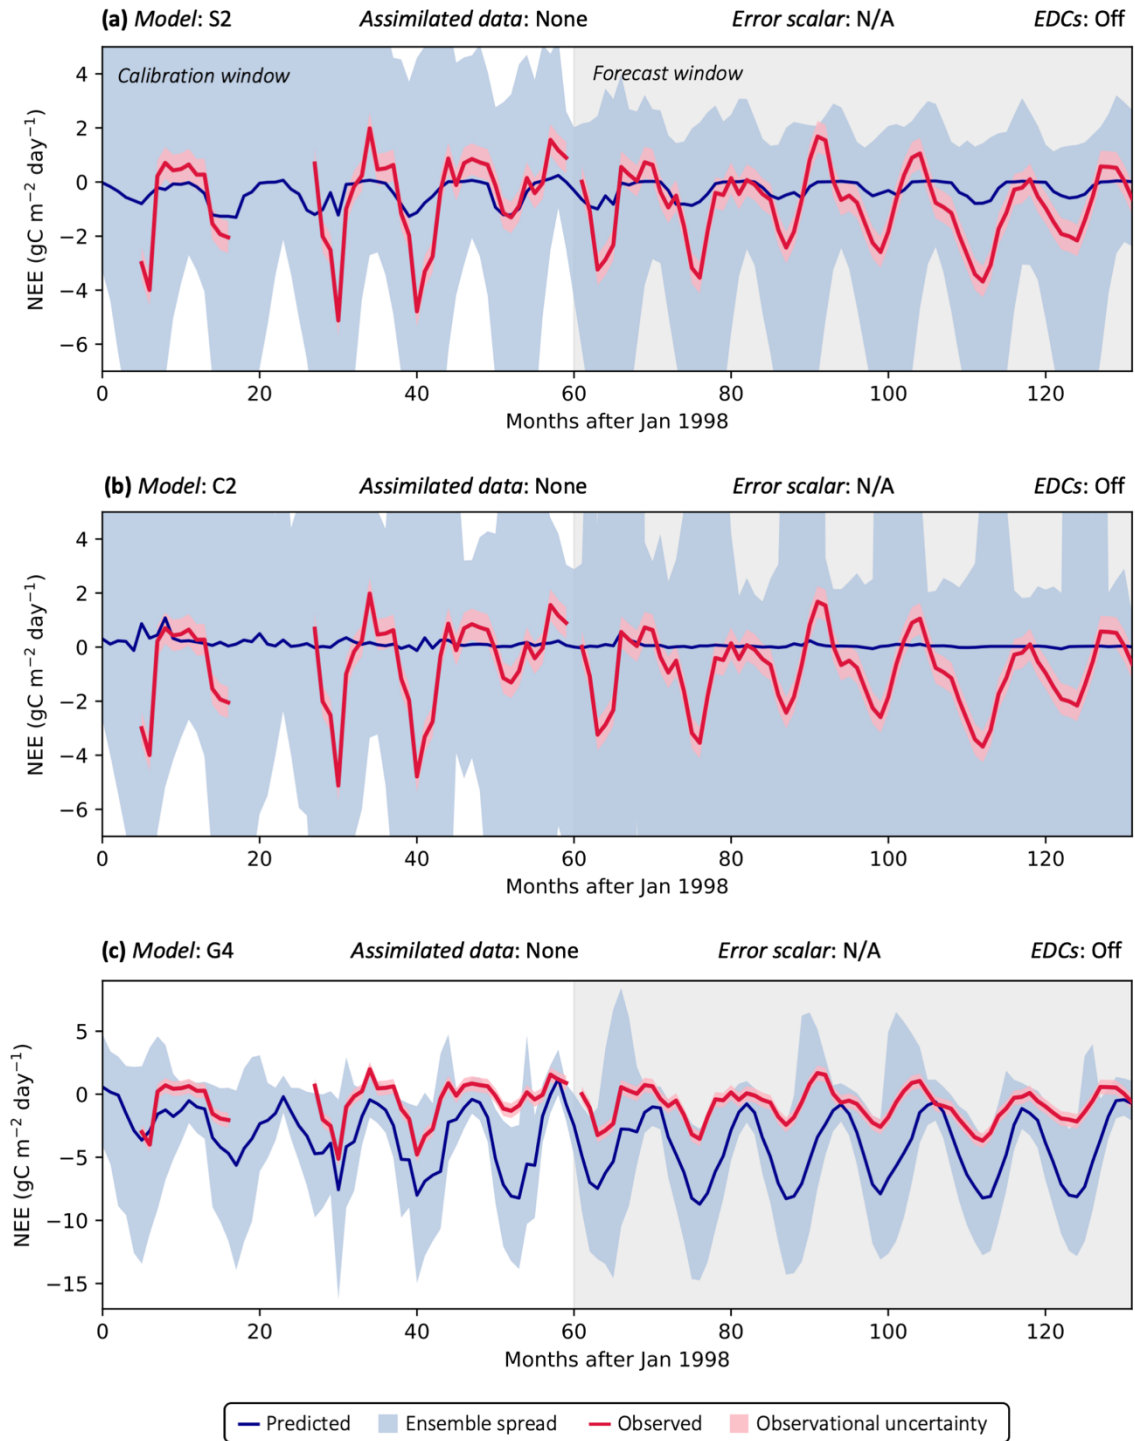 (a) Model: S2 Assimilated data: None Error scalar: N/A EDCs: Off
Calibration window Forecast window
4
2
0
−2
−4
−6
NEE (gC m⁻² day⁻¹)
0 20 40 60 80 100 120
Months after Jan 1998
(b) Model: C2 Assimilated data: None Error scalar: N/A EDCs: Off
4
2
0
−2
−4
−6
NEE (gC m⁻² day⁻¹)
0 20 40 60 80 100 120
Months after Jan 1998
(c) Model: G4 Assimilated data: None Error scalar: N/A EDCs: Off
5
0
−5
−10
−15
NEE (gC m⁻² day⁻¹)
0 20 40 60 80 100 120
Months after Jan 1998
Predicted Ensemble spread Observed Observational uncertainty